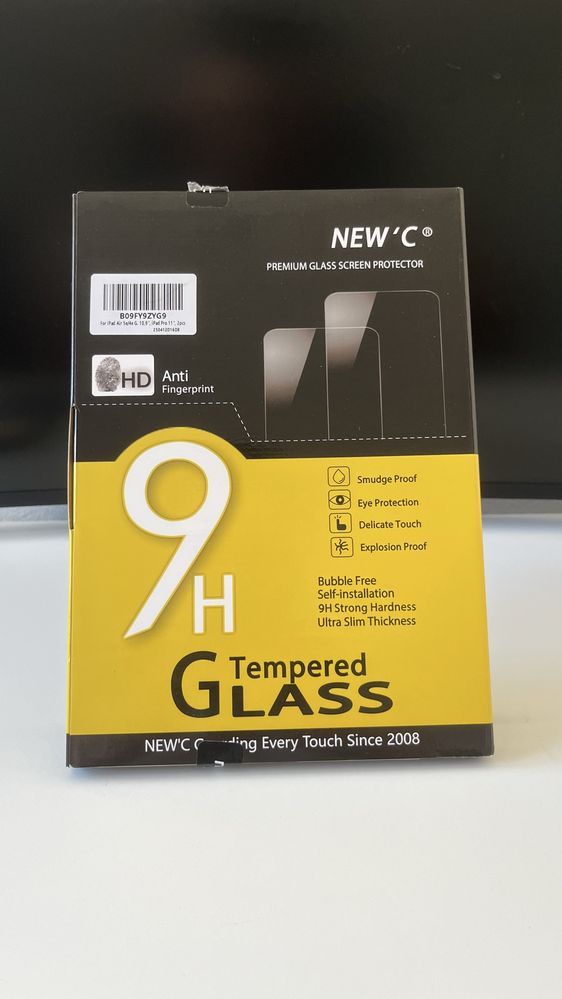 NEW'C ®
PREMIUM GLASS SCREEN PROTECTOR
B09FY9ZYG9
HD
Anti
Fingerprint
9H
Smudge Proof
Eye Protection
Delicate Touch
Explosion Proof
Bubble Free
Self-installation
9H Strong Hardness
Ultra Slim Thickness
Tempered
GLASS
NEW'C Every Touch Since 2008